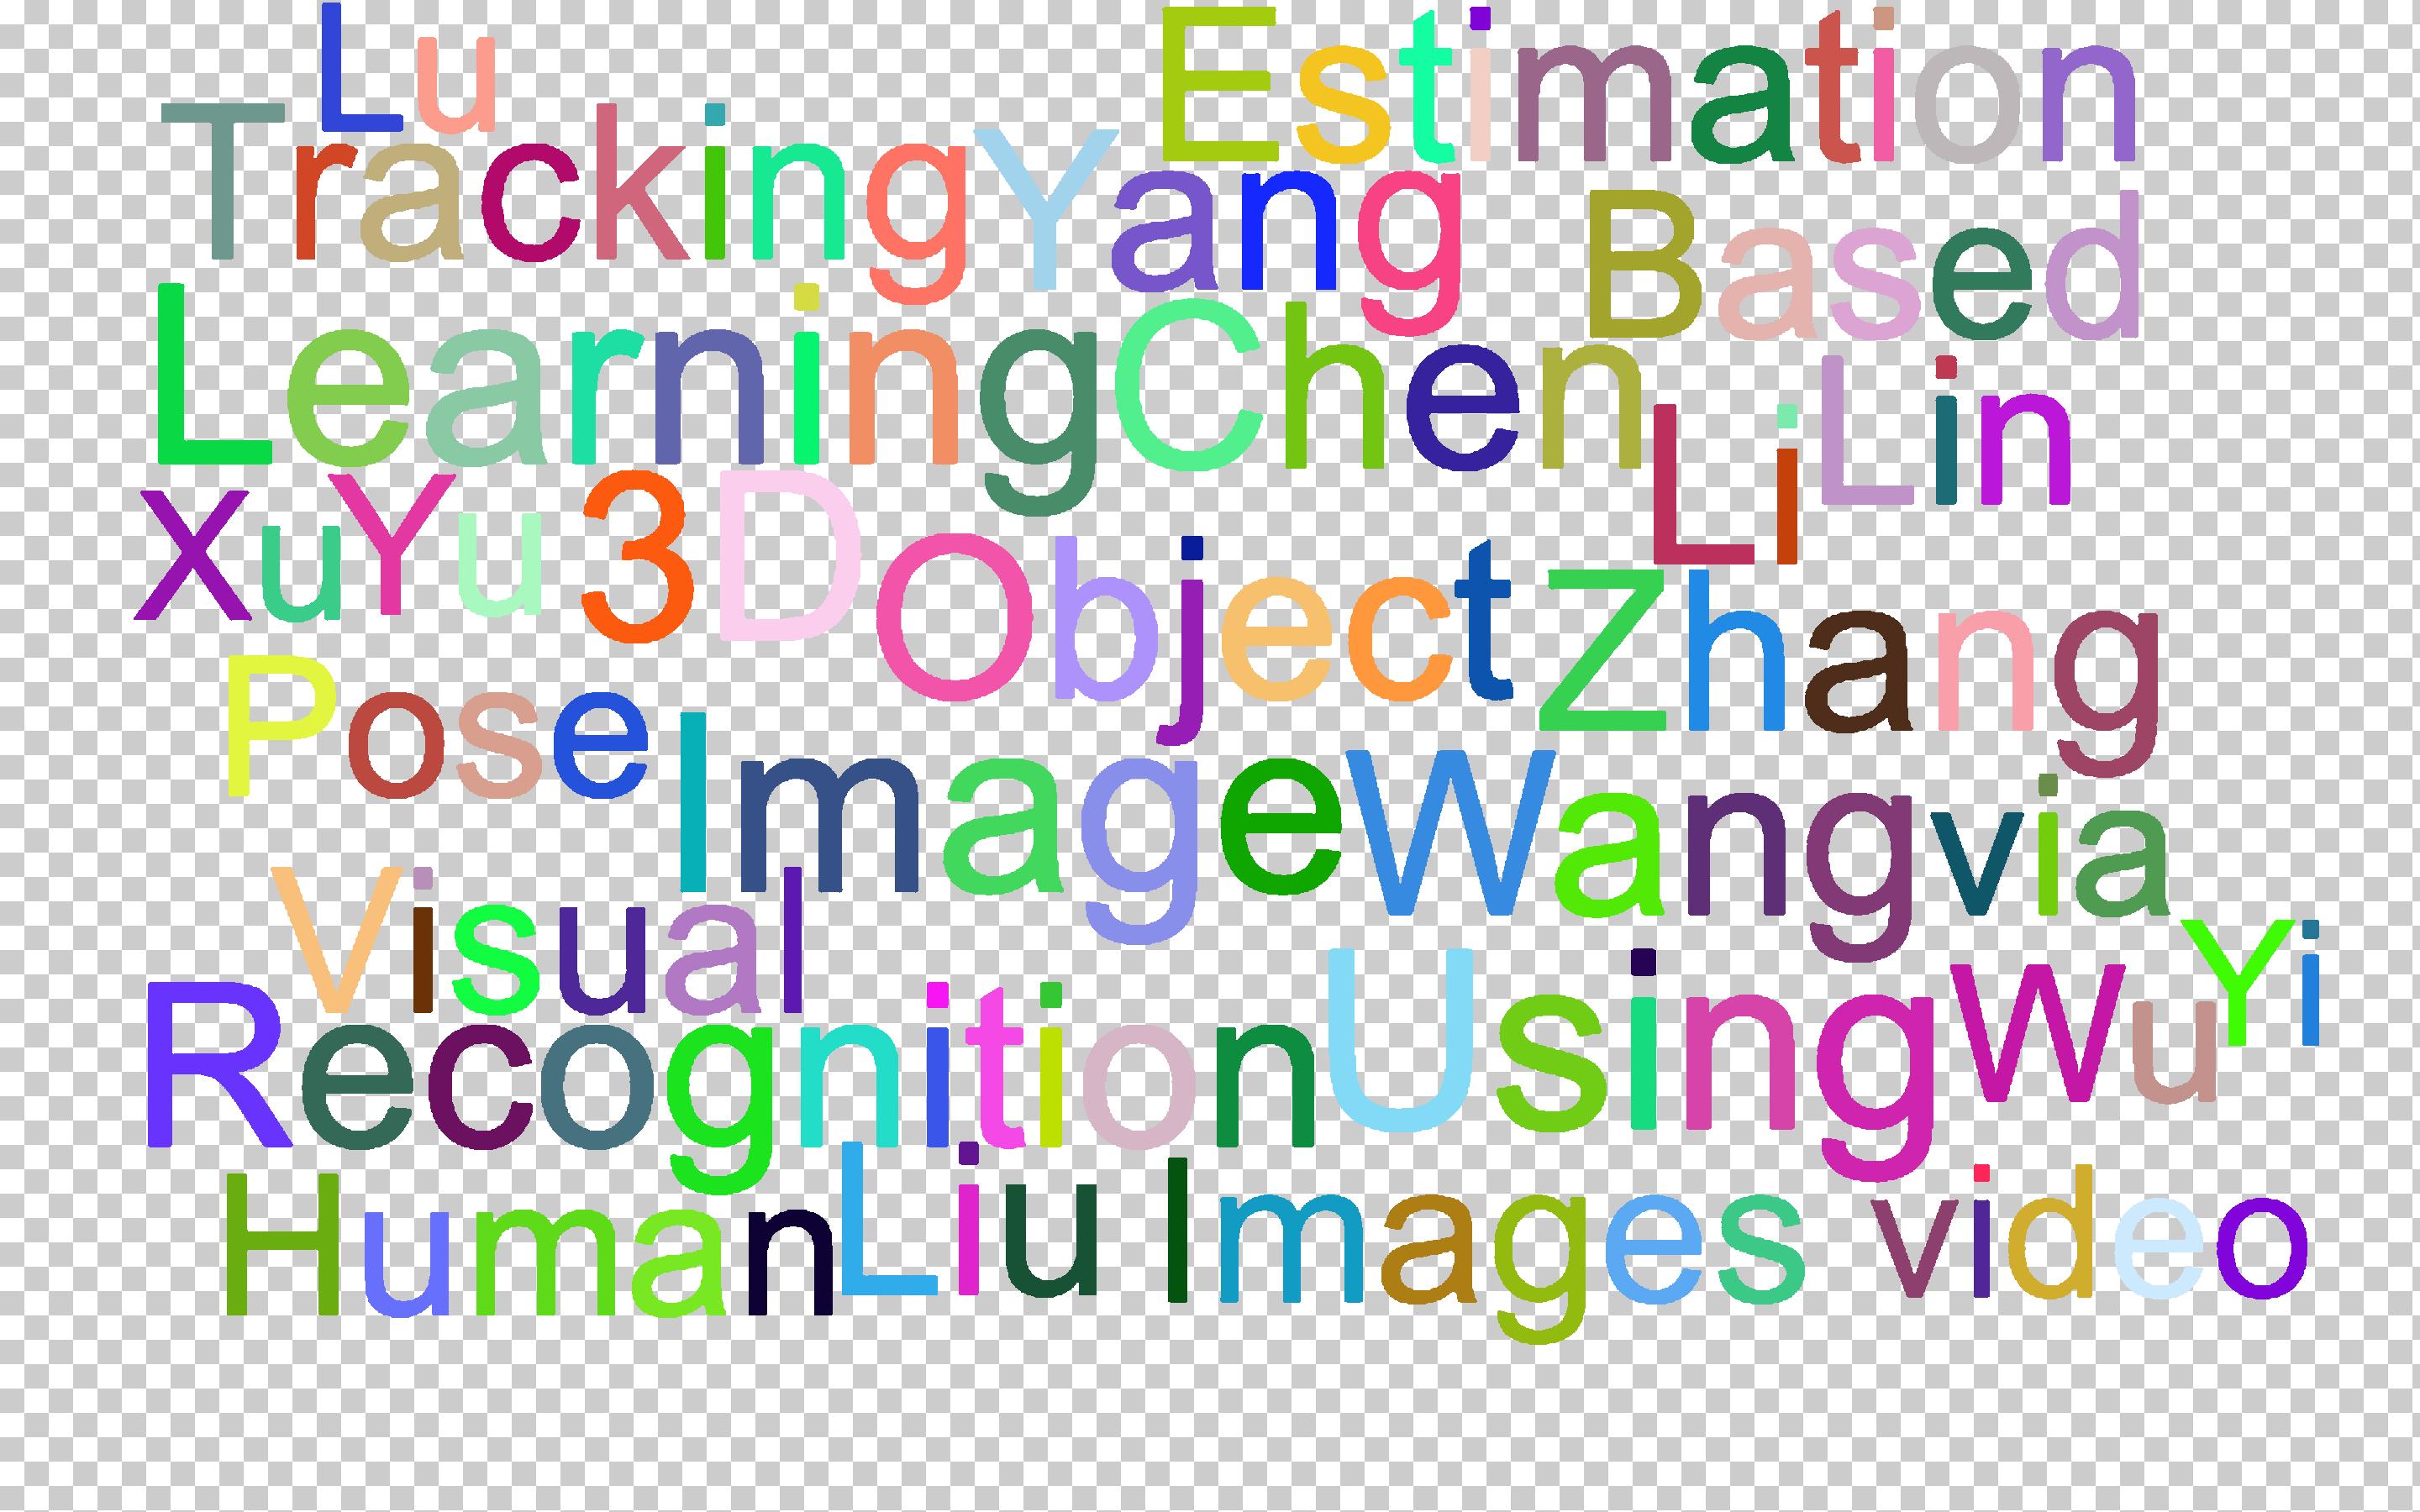 Lu Estimation
Tracking Yang Based
Learning Chen Li Lin
Xu Yu 3D Object Zhang
Pose Image Wang via
Visual Yi
Recognition Using Wu
Human Liu Images video